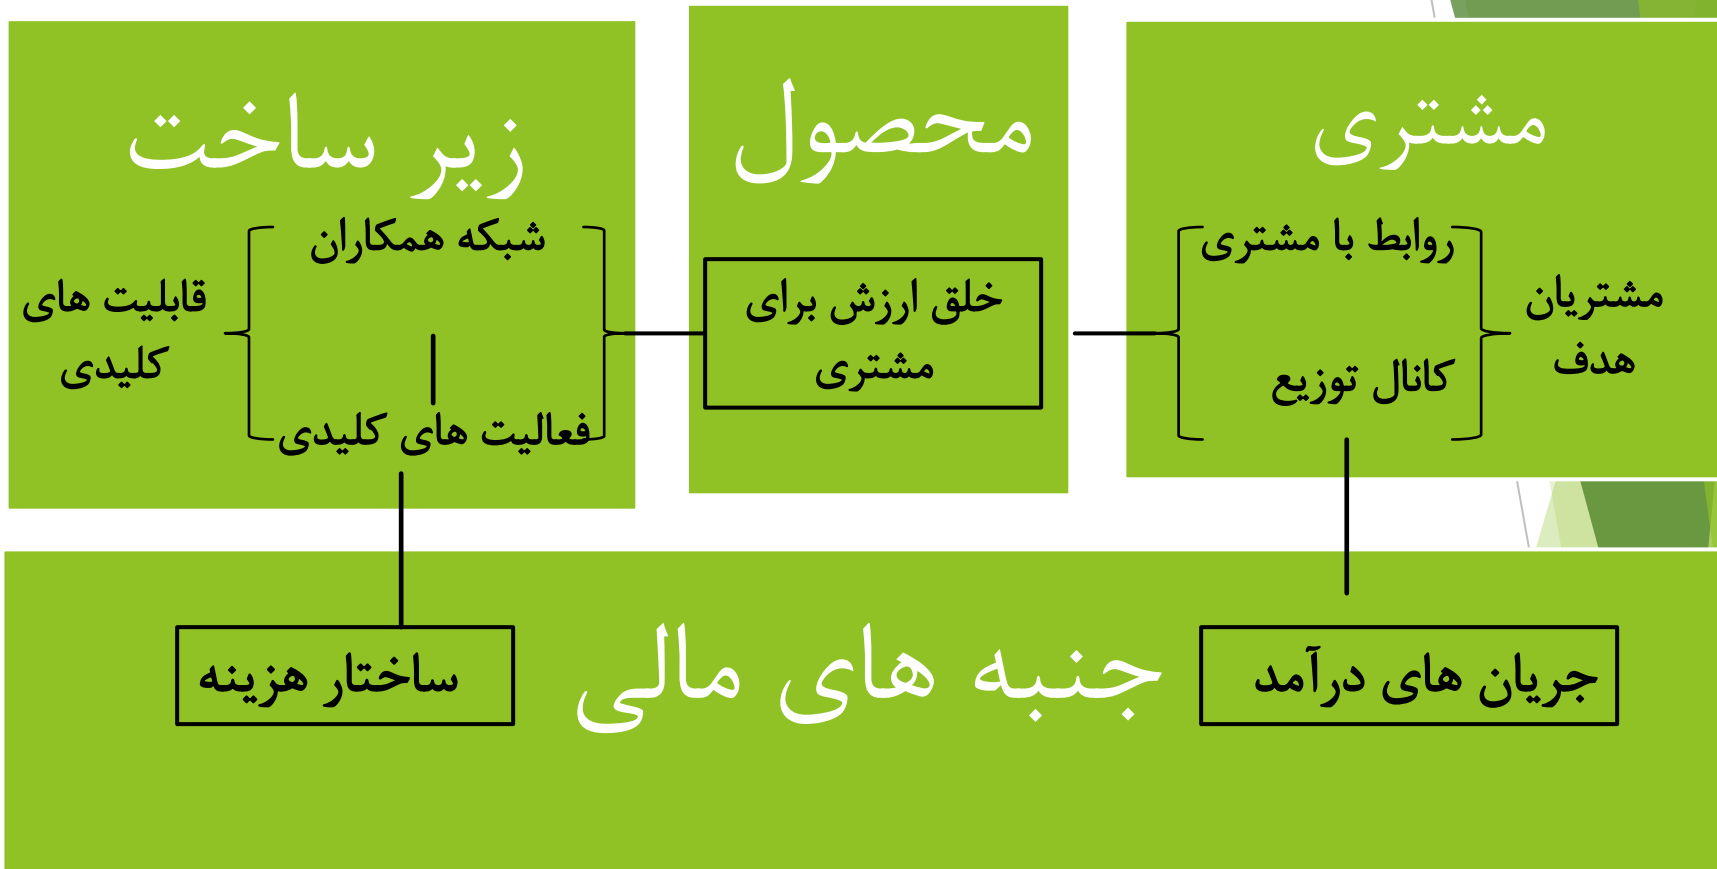 مشتری
روابط با مشتری
کانال توزیع
مشتریان
هدف
محصول
خلق ارزش برای
مشتری
زیر ساخت
شبکه همکاران
فعالیت های کلیدی
قابلیت های
کلیدی
جریان های درآمد
جنبه های مالی
ساختار هزینه